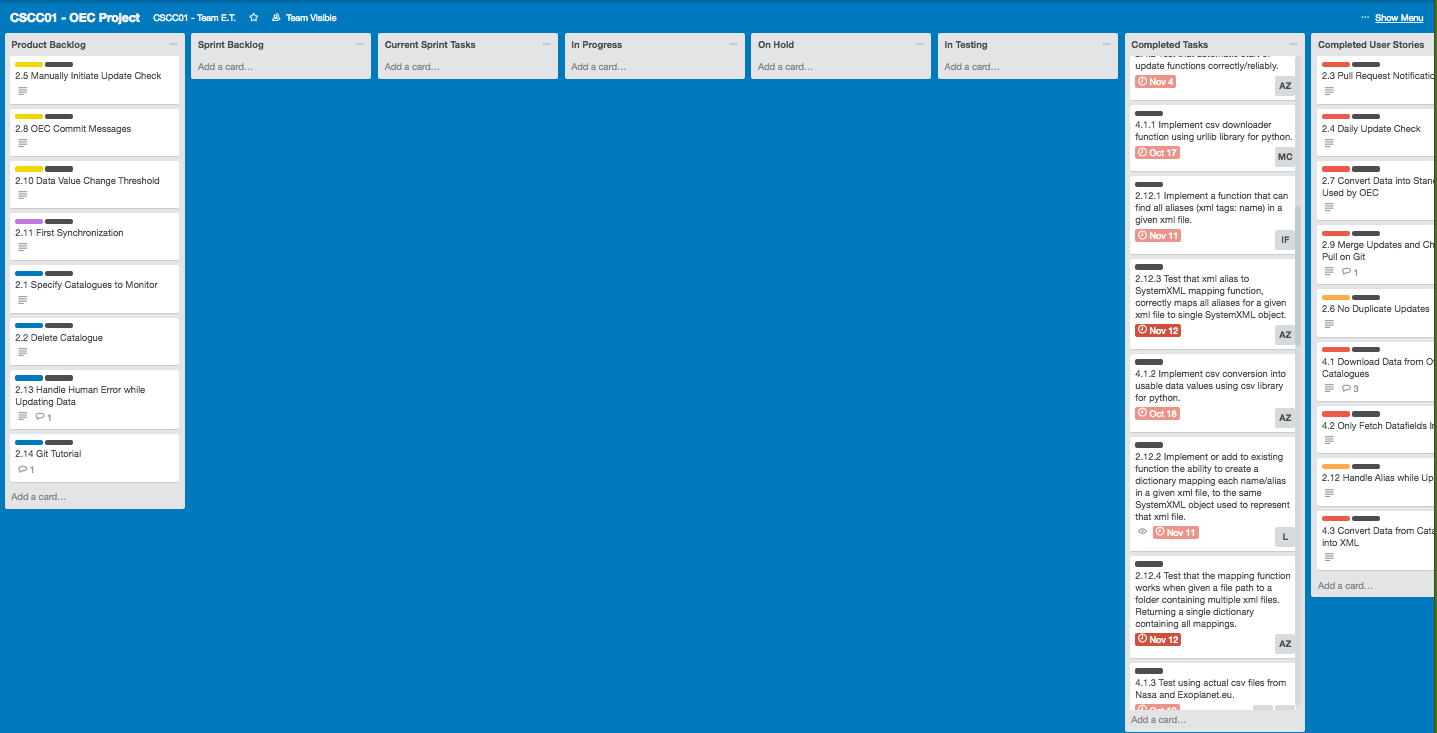 CSCC01 - OEC Project CSCC01 - Team E.T. Team Visible ... Show Menu
Product Backlog
2.5 Manually Initiate Update Check
2.8 OEC Commit Messages
2.10 Data Value Change Threshold
2.11 First Synchronization
2.1 Specify Catalogues to Monitor
2.2 Delete Catalogue
2.13 Handle Human Error while
Updating Data
1
2.14 Git Tutorial
1
Add a card...
Sprint Backlog
Add a card...
Current Sprint Tasks
Add a card...
In Progress
Add a card...
On Hold
Add a card...
In Testing
Add a card...
Completed Tasks
update functions correctly/reliably.
Nov 4
AZ
4.1.1 Implement csv downloader
function using urllib library for python.
Oct 17
MC
2.12.1 Implement a function that can
find all aliases (xml tags: name) in a
given xml file.
Nov 11
IF
2.12.3 Test that xml alias to
SystemXML mapping function,
correctly maps all aliases for a given
xml file to single SystemXML object.
Nov 12
AZ
4.1.2 Implement csv conversion into
usable data values using csv library
for python.
Oct 18
AZ
2.12.2 Implement or add to existing
function the ability to create a
dictionary mapping each name/alias
in a given xml file, to the same
SystemXML object used to represent
that xml file.
Nov 11
L
2.12.4 Test that the mapping function
works when given a file path to a
folder containing multiple xml files.
Returning a single dictionary
containing all mappings.
Nov 12
AZ
4.1.3 Test using actual csv files from
Nasa and Exoplanet.eu.
Add a card...
Completed User Stories
2.3 Pull Request Notificatio
2.4 Daily Update Check
2.7 Convert Data into Stan
Used by OEC
2.9 Merge Updates and Ch
Pull on Git
1
2.6 No Duplicate Updates
4.1 Download Data from O
Catalogues
3
4.2 Only Fetch Datafields I
2.12 Handle Alias while Up
4.3 Convert Data from Cata
into XML
Add a card...